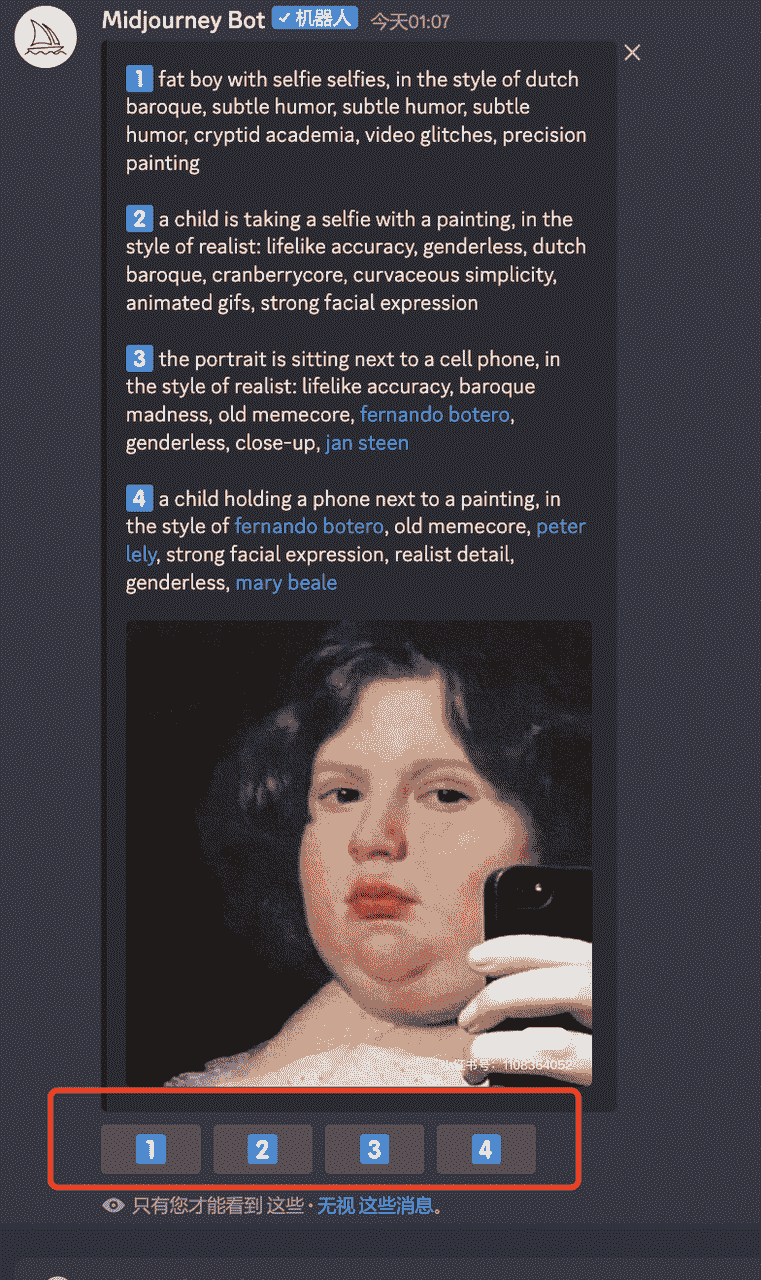 Midjourney Bot ✓ 机器人 今天01:07
1 fat boy with selfie selfies, in the style of dutch
baroque, subtle humor, subtle humor, subtle
humor, cryptid academia, video glitches, precision
painting
2 a child is taking a selfie with a painting, in the
style of realist: lifelike accuracy, genderless, dutch
baroque, cranberrycore, curvaceous simplicity,
animated gifs, strong facial expression
3 the portrait is sitting next to a cell phone, in
the style of realist: lifelike accuracy, baroque
madness, old memecore, fernando botero,
genderless, close-up, jan steen
4 a child holding a phone next to a painting, in
the style of fernando botero, old memecore, peter
lely, strong facial expression, realist detail,
genderless, mary beale
书号 1108364052
1 2 3 4
只有您才能看到 这些 · 无视 这些消息。